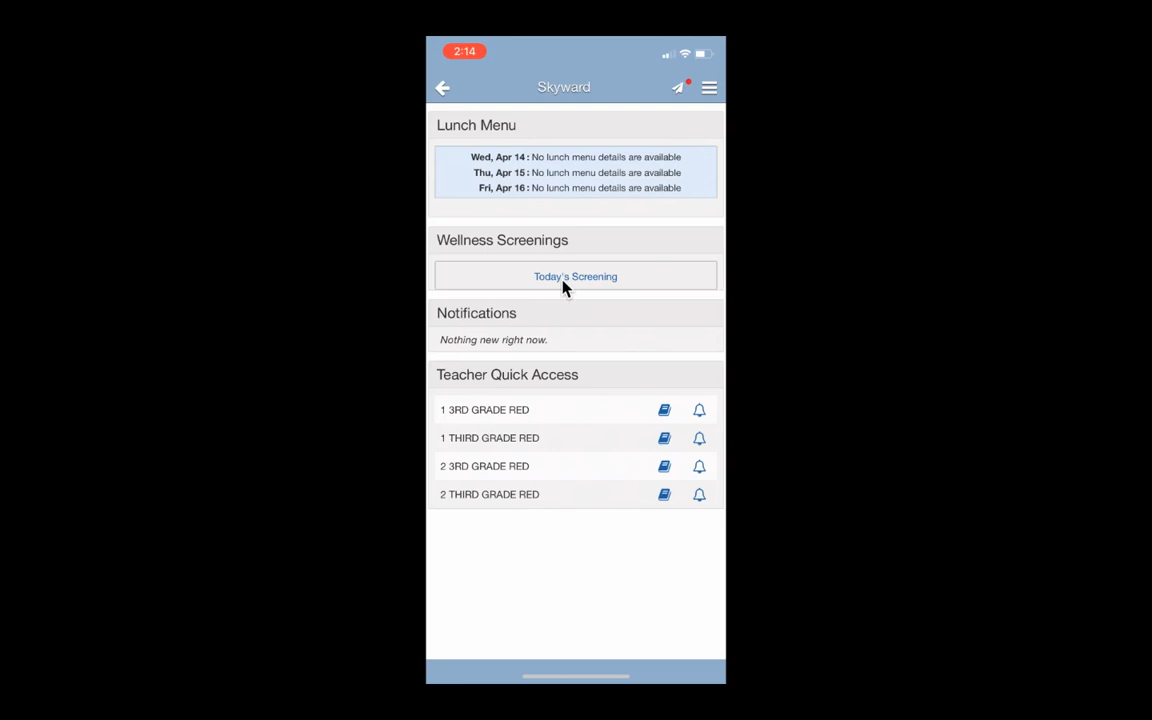 2:14
Skyward
Lunch Menu
Wed, Apr 14 : No lunch menu details are available
Thu, Apr 15 : No lunch menu details are available
Fri, Apr 16 : No lunch menu details are available
Wellness Screenings
Today's Screening
Notifications
Nothing new right now.
Teacher Quick Access
1 3RD GRADE RED
1 THIRD GRADE RED
2 3RD GRADE RED
2 THIRD GRADE RED